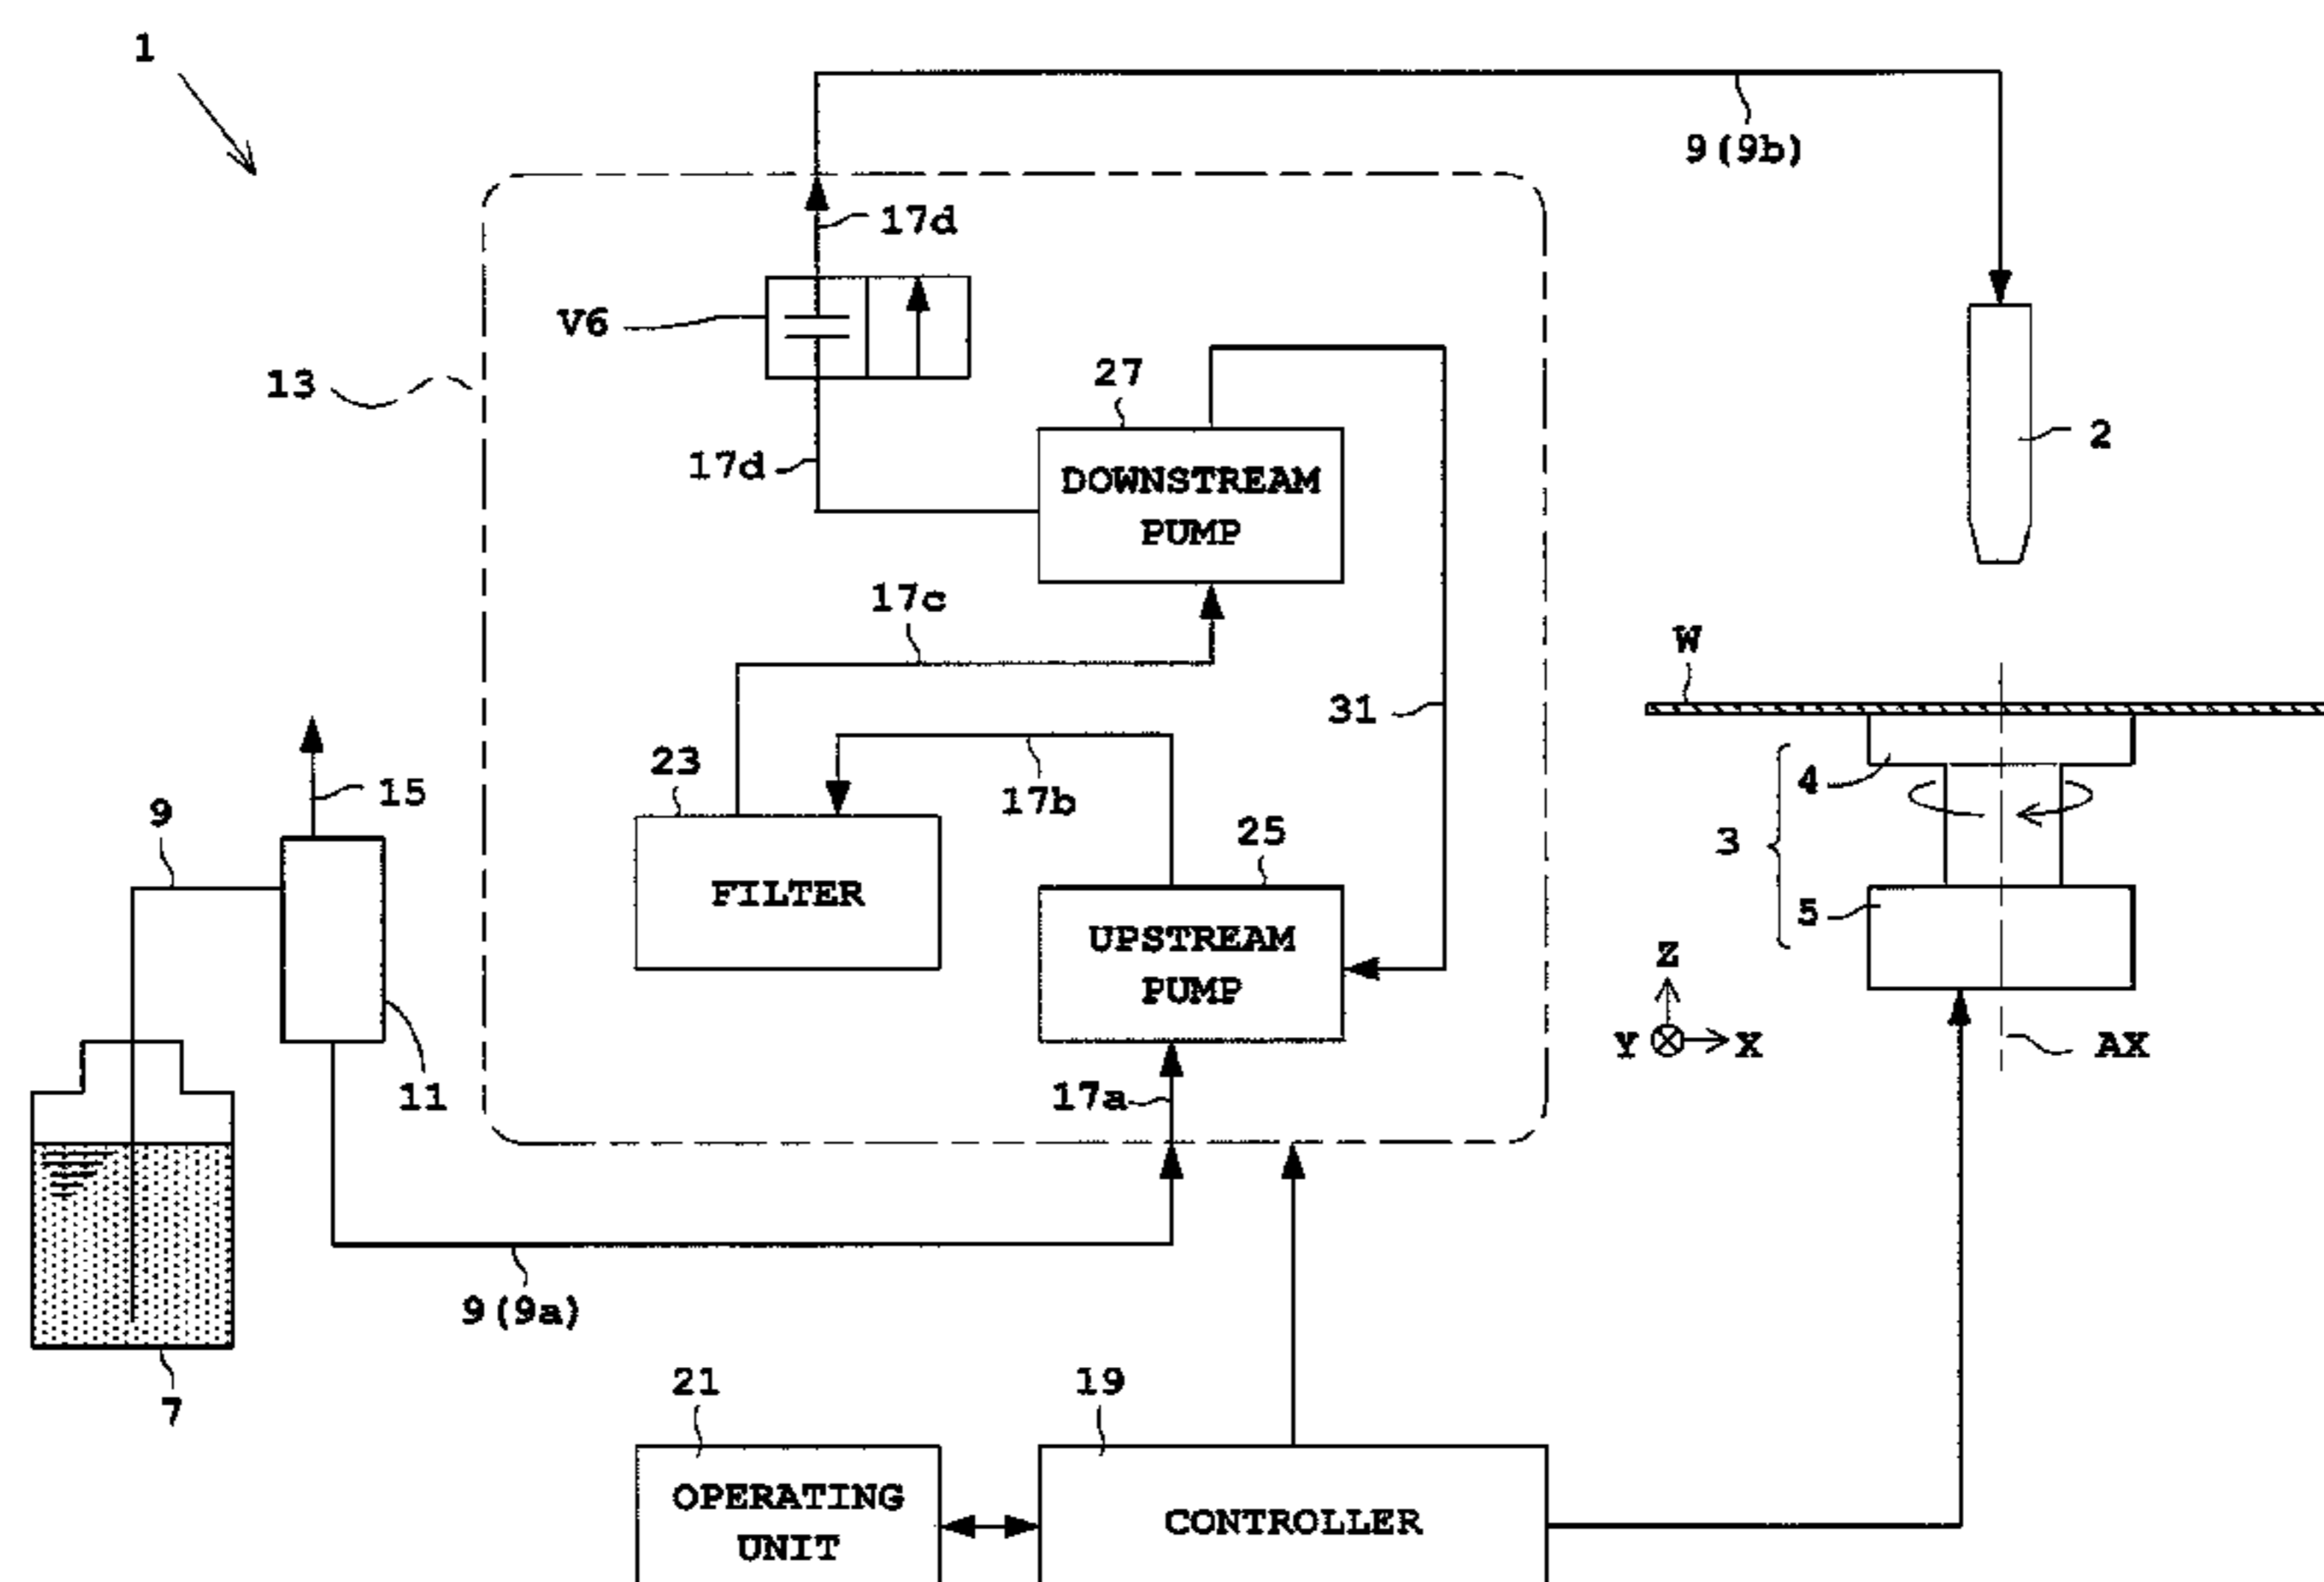 1
9(9b)
17d
V6
27
13
2
17d
DOWNSTREAM
PUMP
17c
W
31
23
4
15
17b
9
25
3
FILTER
5
UPSTREAM
PUMP
Z
Y
X
AX
11
17a
9(9a)
7
21
19
OPERATING
UNIT
CONTROLLER